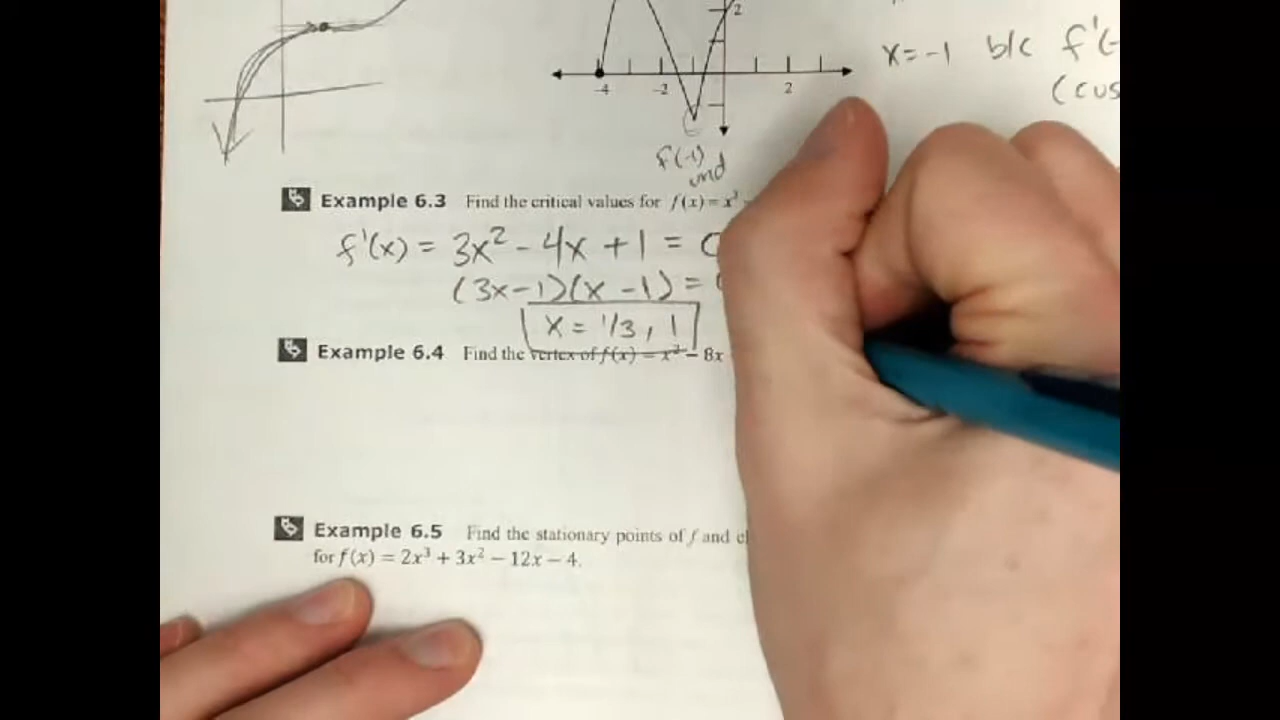 2
x = -1 b/c f'(-
(cus
-4 -2 2
f(-1)
und
Example 6.3 Find the critical values for f(x) = x³
f'(x) = 3x² - 4x + 1 =
(3x-1)(x-1) =
x = 1/3, 1
Example 6.4 Find the vertex of f(x) = x² - 8x
Example 6.5 Find the stationary points of f and
for f(x) = 2x³ + 3x² - 12x - 4.